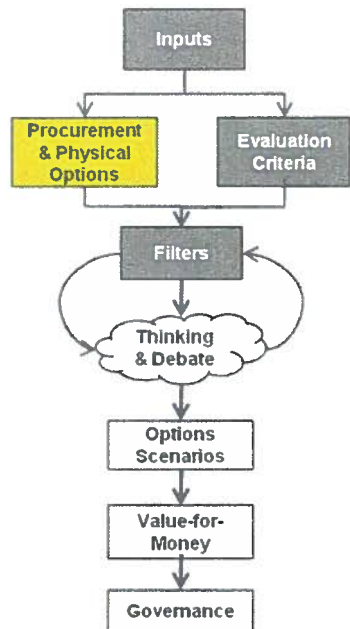 Inputs
Procurement
& Physical
Options
Evaluation
Criteria
Filters
Thinking
& Debate
Options
Scenarios
Value-for-
Money
Governance